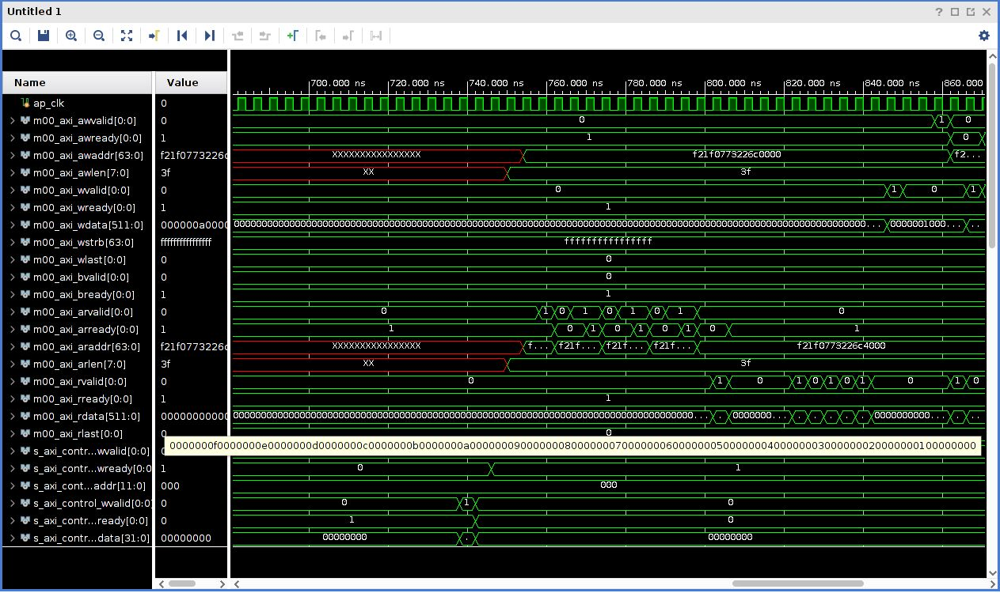 Untitled 1
Name Value 700.000 ns 720.000 ns 740.000 ns 760.000 ns 780.000 ns 800.000 ns 820.000 ns 840.000 ns 860.000
ap_clk 0
m00_axi_awvalid[0:0] 0 0 1 0
m00_axi_awready[0:0] 1 1 0
m00_axi_awaddr[63:0] f21f0773226c XXXXXXXXXXXXXXXX f21f0773226c0000 f2...
m00_axi_awlen[7:0] 3f XX 3f
m00_axi_wvalid[0:0] 0 0 1 0 1
m00_axi_wready[0:0] 1 1
m00_axi_wdata[511:0] 000000a0000 ... 0000001000... ..
m00_axi_wstrb[63:0] ffffffffffffffff ffffffffffffffff
m00_axi_wlast[0:0] 0 0
m00_axi_bvalid[0:0] 0 0
m00_axi_bready[0:0] 1 1
m00_axi_arvalid[0:0] 0 0 1 0 1 0 1 0 1 0
m00_axi_arready[0:0] 1 1 0 1 0 1 0 1 0 1
m00_axi_araddr[63:0] f21f0773226c XXXXXXXXXXXXXXXX f... f21f... f21f... f21f... f21f0773226c4000
m00_axi_arlen[7:0] 3f XX 3f
m00_axi_rvalid[0:0] 0 0 1 0 1 0 1 0 1 0 1 0
m00_axi_rready[0:0] 1 1
m00_axi_rdata[511:0] 00000000000 ... . 0000000... . . . . . 0000000000... . ..
m00_axi_rlast[0:0] 0 0
0000000f0000000e0000000d0000000c0000000b0000000a00000009000000080000000700000006000000050000000400000003000000020000000100000000
s_axi_contr...wvalid[0:0]
s_axi_contr...wready[0:0 1 0 1
s_axi_cont...addr[11:0] 000 000
s_axi_control_wvalid[0:0] 0 0 1 0
s_axi_contr...ready[0:0] 0 1 0
s_axi_contr...data[31:0] 00000000 00000000 . 00000000